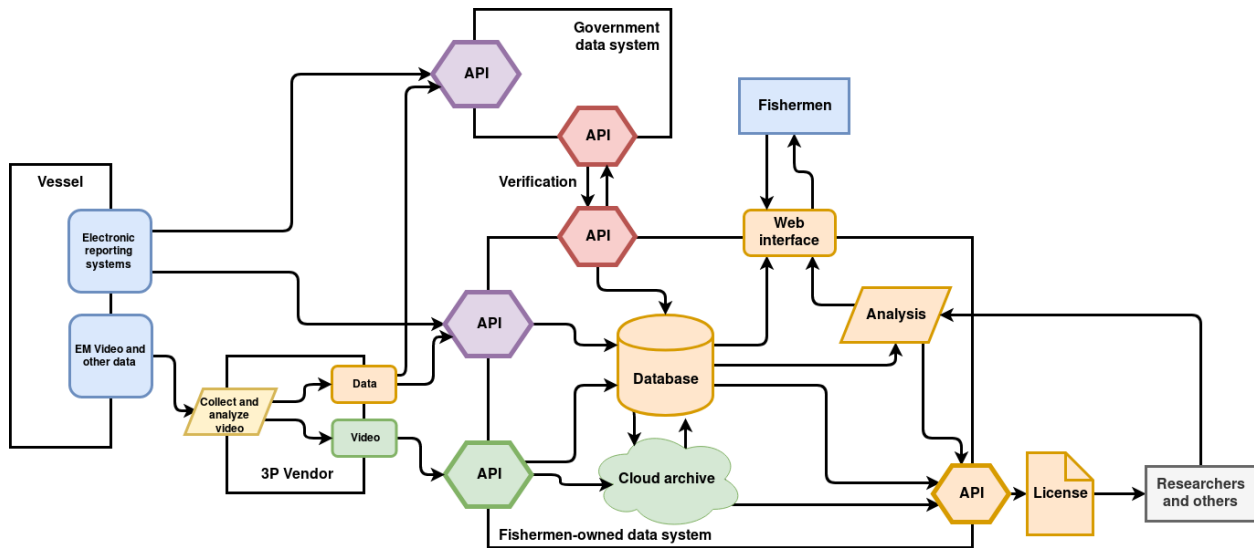 Government
data system
API
API
Fishermen
Verification
Vessel
Electronic
reporting
systems
API
Web
interface
API
Analysis
EM Video and
other data
Database
Data
Collect and
analyze
video
Video
3P Vendor
API
Cloud archive
API
License
Researchers
and others
Fishermen-owned data system